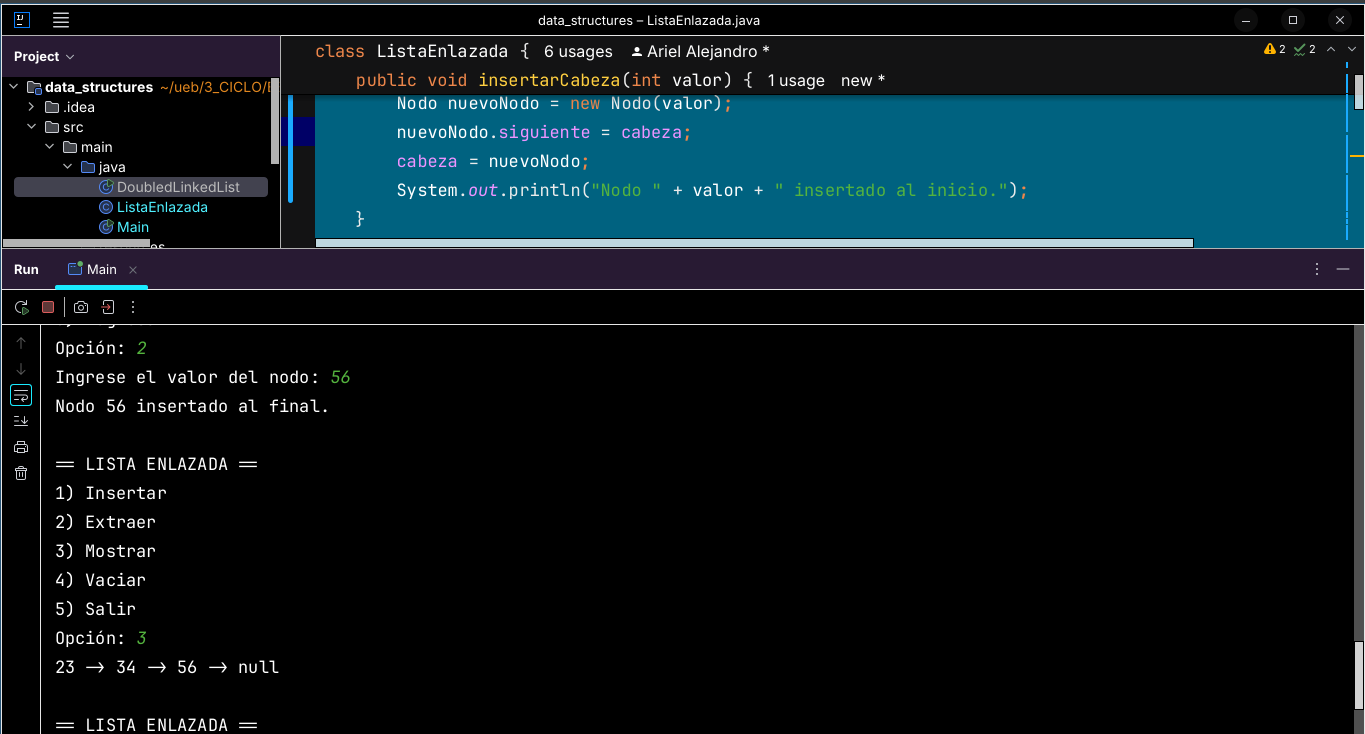 data_structures – ListaEnlazada.java
Project
data_structures ~/ueb/3_CICLO/
.idea
src
main
java
DoubledLinkedList
ListaEnlazada
Main
class ListaEnlazada { 6 usages Ariel Alejandro *
public void insertarCabeza(int valor) { 1 usage new *
Nodo nuevoNodo = new Nodo(valor);
nuevoNodo.siguiente = cabeza;
cabeza = nuevoNodo;
System.out.println("Nodo " + valor + " insertado al inicio.");
}
2 2
Run Main
Opción: 2
Ingrese el valor del nodo: 56
Nodo 56 insertado al final.
== LISTA ENLAZADA ==
1) Insertar
2) Extraer
3) Mostrar
4) Vaciar
5) Salir
Opción: 3
23 -> 34 -> 56 -> null
== LISTA ENLAZADA ==